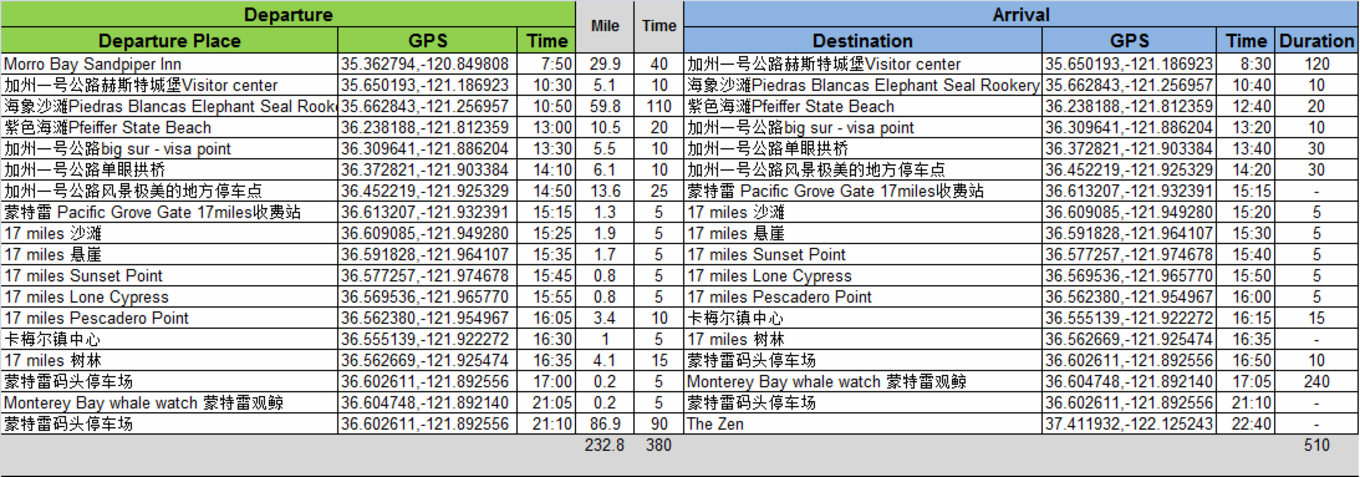 Departure Mile Time Arrival
Departure Place GPS Time Destination GPS Time Duration
Morro Bay Sandpiper Inn 35.362794,-120.849808 7:50 29.9 40 加州一号公路赫斯特城堡Visitor center 35.650193,-121.186923 8:30 120
加州一号公路赫斯特城堡Visitor center 35.650193,-121.186923 10:30 5.1 10 海象沙滩Piedras Blancas Elephant Seal Rookery 35.662843,-121.256957 10:40 10
海象沙滩Piedras Blancas Elephant Seal Rooke 35.662843,-121.256957 10:50 59.8 110 紫色海滩Pfeiffer State Beach 36.238188,-121.812359 12:40 20
紫色海滩Pfeiffer State Beach 36.238188,-121.812359 13:00 10.5 20 加州一号公路big sur - visa point 36.309641,-121.886204 13:20 10
加州一号公路big sur - visa point 36.309641,-121.886204 13:30 5.5 10 加州一号公路单眼拱桥 36.372821,-121.903384 13:40 30
加州一号公路单眼拱桥 36.372821,-121.903384 14:10 6.1 10 加州一号公路风景极美的地方停车点 36.452219,-121.925329 14:20 30
加州一号公路风景极美的地方停车点 36.452219,-121.925329 14:50 13.6 25 蒙特雷 Pacific Grove Gate 17miles收费站 36.613207,-121.932391 15:15 -
蒙特雷 Pacific Grove Gate 17miles收费站 36.613207,-121.932391 15:15 1.3 5 17 miles 沙滩 36.609085,-121.949280 15:20 5
17 miles 沙滩 36.609085,-121.949280 15:25 1.9 5 17 miles 悬崖 36.591828,-121.964107 15:30 5
17 miles 悬崖 36.591828,-121.964107 15:35 1.7 5 17 miles Sunset Point 36.577257,-121.974678 15:40 5
17 miles Sunset Point 36.577257,-121.974678 15:45 0.8 5 17 miles Lone Cypress 36.569536,-121.965770 15:50 5
17 miles Lone Cypress 36.569536,-121.965770 15:55 0.8 5 17 miles Pescadero Point 36.562380,-121.954967 16:00 5
17 miles Pescadero Point 36.562380,-121.954967 16:05 3.4 10 卡梅尔镇中心 36.555139,-121.922272 16:15 15
卡梅尔镇中心 36.555139,-121.922272 16:30 1 5 17 miles 树林 36.562669,-121.925474 16:35 -
17 miles 树林 36.562669,-121.925474 16:35 4.1 15 蒙特雷码头停车场 36.602611,-121.892556 16:50 10
蒙特雷码头停车场 36.602611,-121.892556 17:00 0.2 5 Monterey Bay whale watch 蒙特雷观鲸 36.604748,-121.892140 17:05 240
Monterey Bay whale watch 蒙特雷观鲸 36.604748,-121.892140 21:05 0.2 5 蒙特雷码头停车场 36.602611,-121.892556 21:10 -
蒙特雷码头停车场 36.602611,-121.892556 21:10 86.9 90 The Zen 37.411932,-122.125243 22:40 -
232.8 380 510